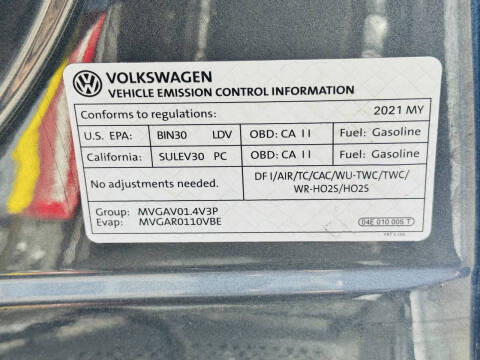 VOLKSWAGEN
VEHICLE EMISSION CONTROL INFORMATION
Conforms to regulations: 2021 MY
U.S. EPA: BIN30 LDV OBD: CA II Fuel: Gasoline
California: SULEV30 PC OBD: CA II Fuel: Gasoline
No adjustments needed.
DFI/AIR/TC/CAC/WU-TWC/TWC/
WR-HO2S/HO2S
Group: MVGAV01.4V3P
Evap: MVGAR0110VBE
04E 010 005 T